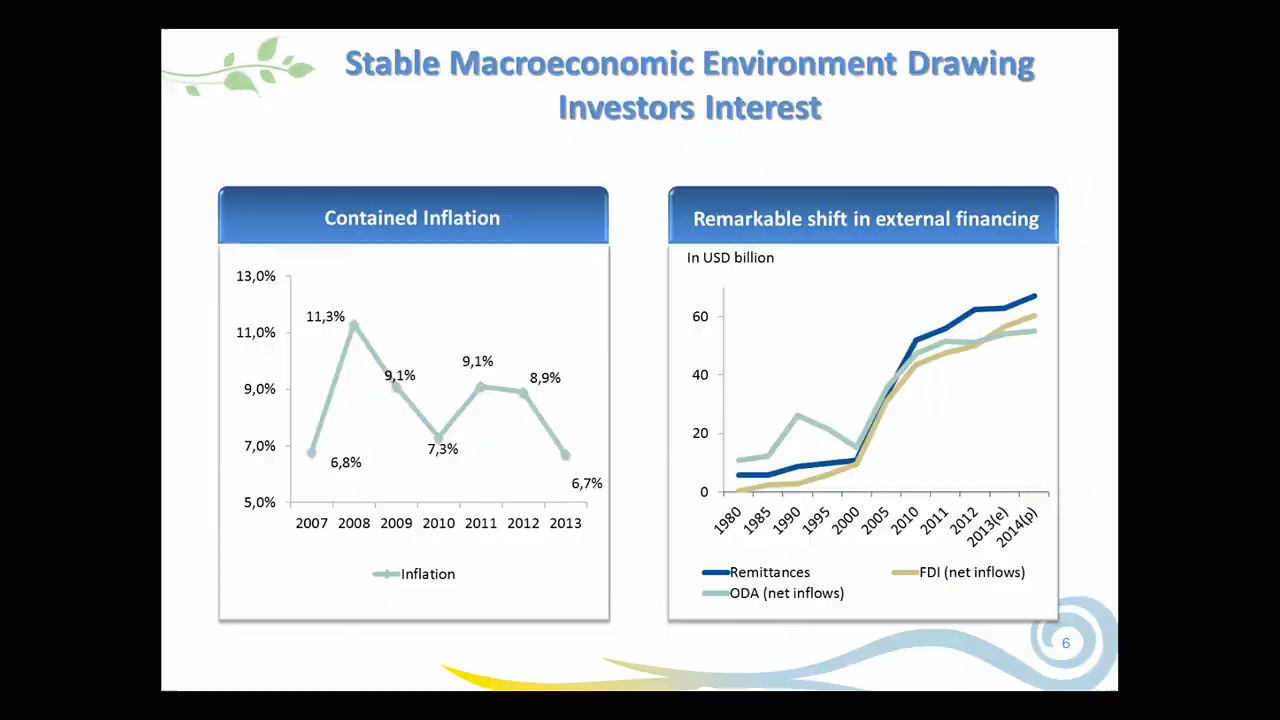 Stable Macroeconomic Environment Drawing
Investors Interest
Contained Inflation
13,0%
11,0%
9,0%
7,0%
5,0%
11,3%
9,1%
9,1%
8,9%
7,3%
6,8%
6,7%
2007 2008 2009 2010 2011 2012 2013
Inflation
Remarkable shift in external financing
In USD billion
60
40
20
0
1980 1985 1990 1995 2000 2005 2010 2011 2012 2013(e) 2014(p)
Remittances FDI (net inflows)
ODA (net inflows)
6